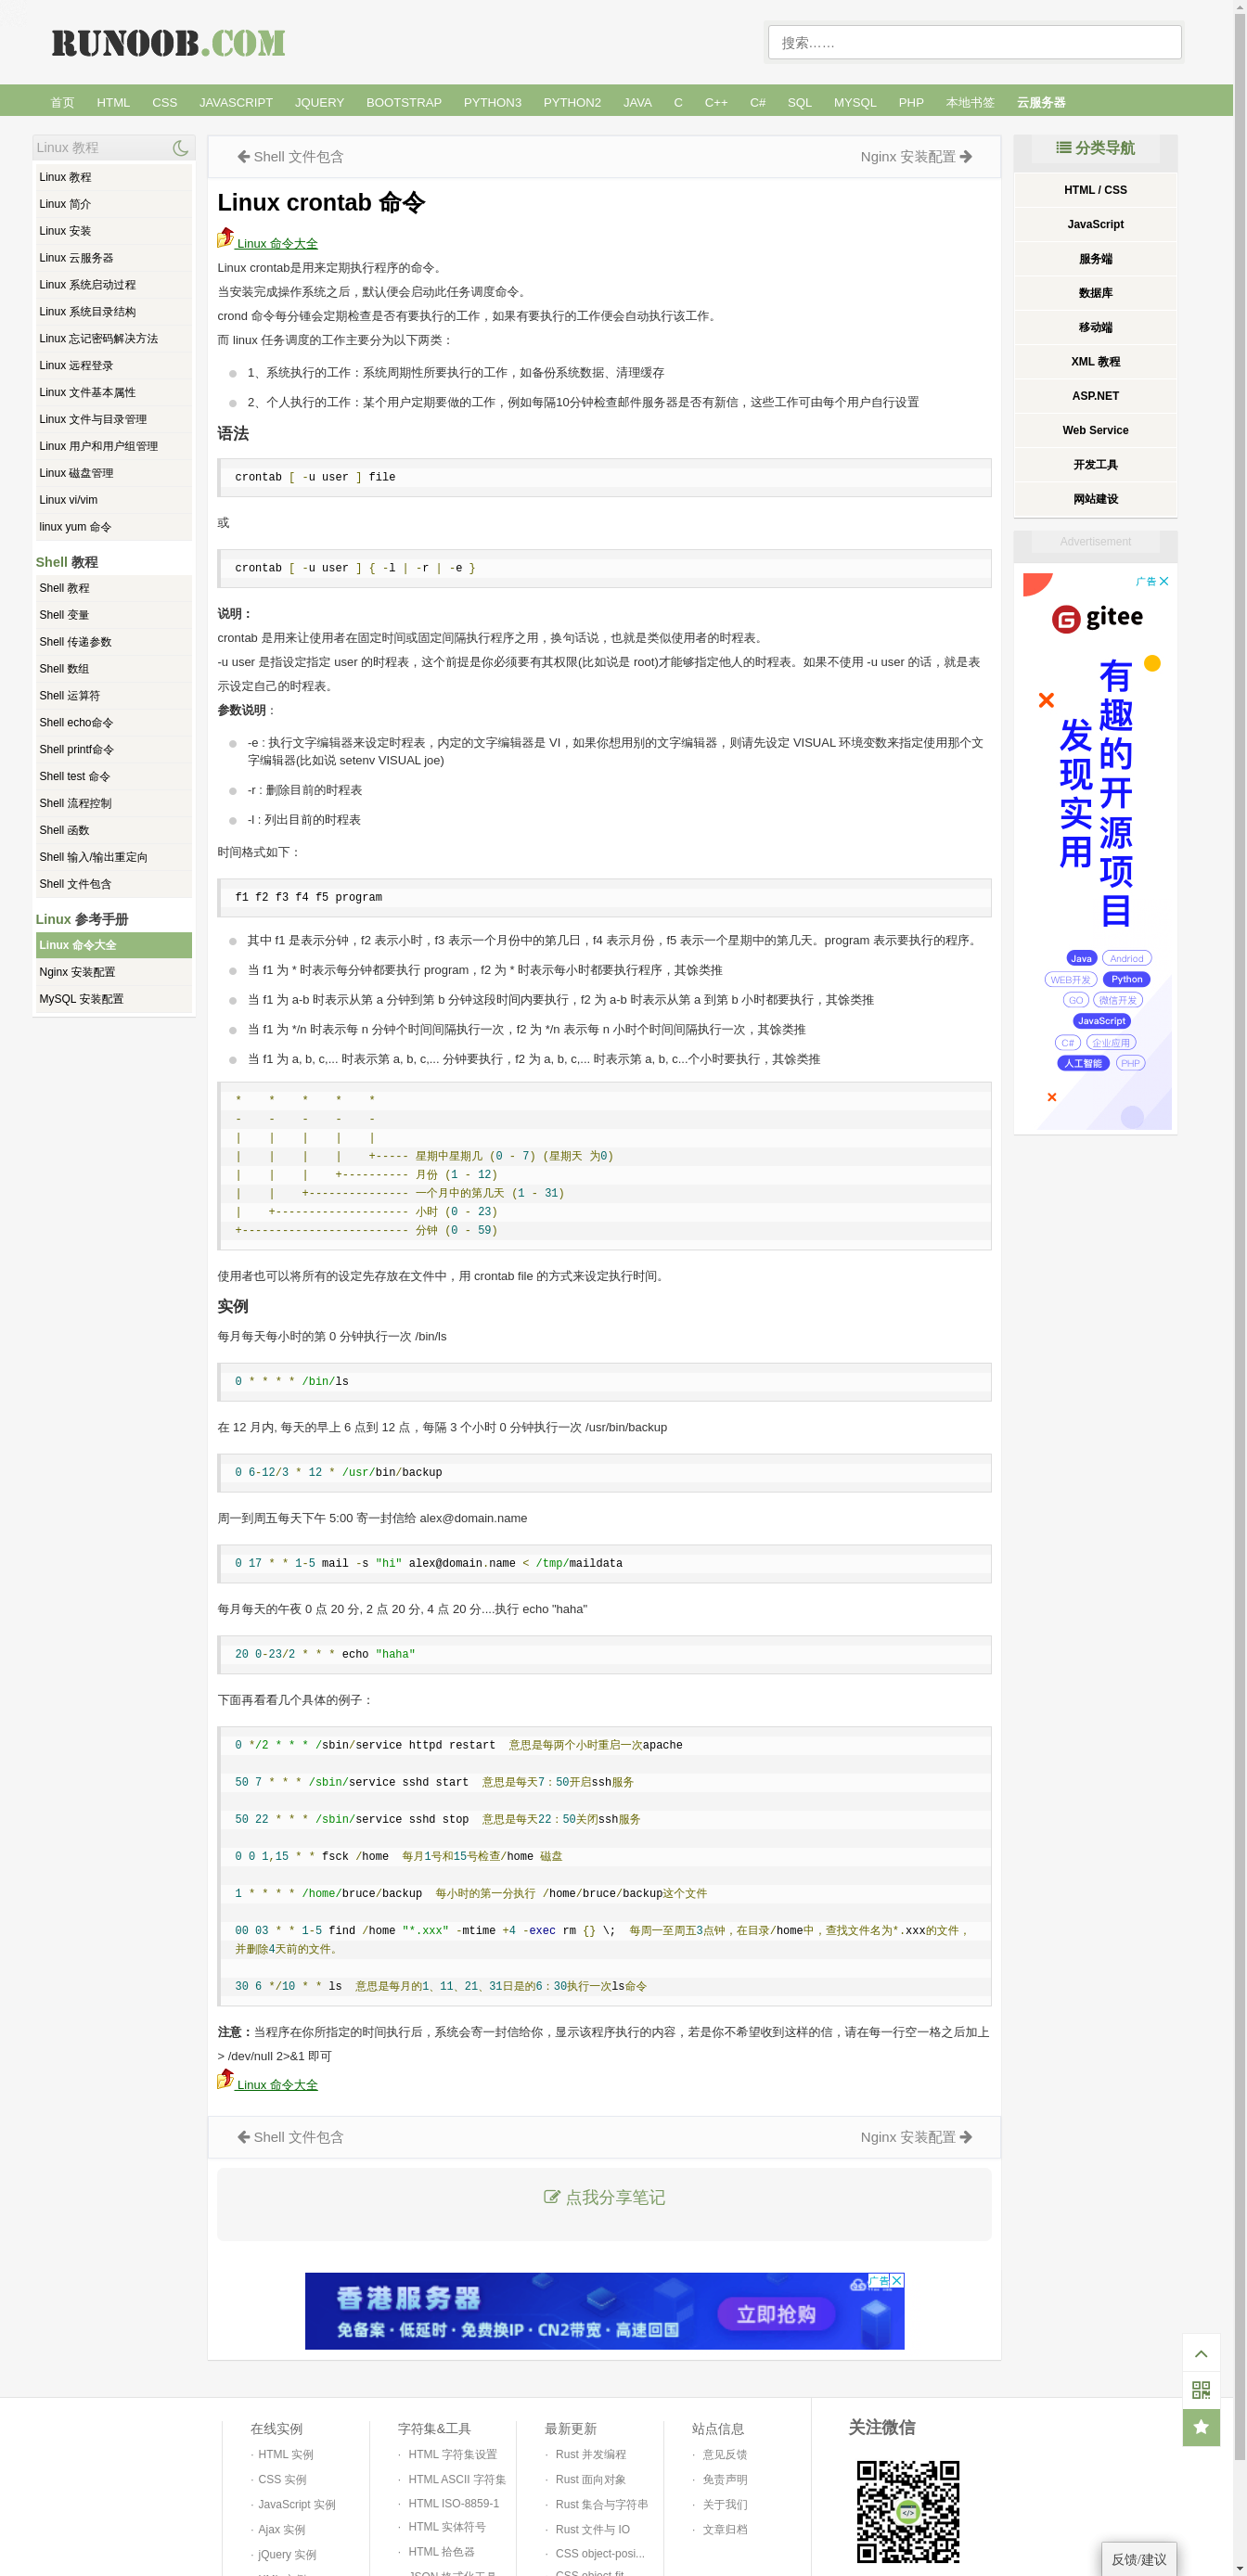 RUNOOB.COM
搜索……
首页 HTML CSS JAVASCRIPT JQUERY BOOTSTRAP PYTHON3 PYTHON2 JAVA C C++ C# SQL MYSQL PHP 本地书签 云服务器
Linux 教程
Linux 教程
Linux 简介
Linux 安装
Linux 云服务器
Linux 系统启动过程
Linux 系统目录结构
Linux 忘记密码解决方法
Linux 远程登录
Linux 文件基本属性
Linux 文件与目录管理
Linux 用户和用户组管理
Linux 磁盘管理
Linux vi/vim
linux yum 命令
Shell 教程
Shell 教程
Shell 变量
Shell 传递参数
Shell 数组
Shell 运算符
Shell echo命令
Shell printf命令
Shell test 命令
Shell 流程控制
Shell 函数
Shell 输入/输出重定向
Shell 文件包含
Linux 参考手册
Linux 命令大全
Nginx 安装配置
MySQL 安装配置
Shell 文件包含
Nginx 安装配置
Linux crontab 命令
Linux 命令大全
Linux crontab是用来定期执行程序的命令。
当安装完成操作系统之后，默认便会启动此任务调度命令。
crond 命令每分锺会定期检查是否有要执行的工作，如果有要执行的工作便会自动执行该工作。
而 linux 任务调度的工作主要分为以下两类：
1、系统执行的工作：系统周期性所要执行的工作，如备份系统数据、清理缓存
2、个人执行的工作：某个用户定期要做的工作，例如每隔10分钟检查邮件服务器是否有新信，这些工作可由每个用户自行设置
语法
crontab [ -u user ] file
或
crontab [ -u user ] { -l | -r | -e }
说明：
crontab 是用来让使用者在固定时间或固定间隔执行程序之用，换句话说，也就是类似使用者的时程表。
-u user 是指设定指定 user 的时程表，这个前提是你必须要有其权限(比如说是 root)才能够指定他人的时程表。如果不使用 -u user 的话，就是表
示设定自己的时程表。
参数说明：
-e : 执行文字编辑器来设定时程表，内定的文字编辑器是 VI，如果你想用别的文字编辑器，则请先设定 VISUAL 环境变数来指定使用那个文
字编辑器(比如说 setenv VISUAL joe)
-r : 删除目前的时程表
-l : 列出目前的时程表
时间格式如下：
f1 f2 f3 f4 f5 program
其中 f1 是表示分钟，f2 表示小时，f3 表示一个月份中的第几日，f4 表示月份，f5 表示一个星期中的第几天。program 表示要执行的程序。
当 f1 为 * 时表示每分钟都要执行 program，f2 为 * 时表示每小时都要执行程序，其馀类推
当 f1 为 a-b 时表示从第 a 分钟到第 b 分钟这段时间内要执行，f2 为 a-b 时表示从第 a 到第 b 小时都要执行，其馀类推
当 f1 为 */n 时表示每 n 分钟个时间间隔执行一次，f2 为 */n 表示每 n 小时个时间间隔执行一次，其馀类推
当 f1 为 a, b, c,... 时表示第 a, b, c,... 分钟要执行，f2 为 a, b, c,... 时表示第 a, b, c...个小时要执行，其馀类推
*    *    *    *    *
-    -    -    -    -
|    |    |    |    |
|    |    |    |    +----- 星期中星期几 (0 - 7) (星期天 为0)
|    |    |    +---------- 月份 (1 - 12)
|    |    +--------------- 一个月中的第几天 (1 - 31)
|    +-------------------- 小时 (0 - 23)
+------------------------- 分钟 (0 - 59)
使用者也可以将所有的设定先存放在文件中，用 crontab file 的方式来设定执行时间。
实例
每月每天每小时的第 0 分钟执行一次 /bin/ls
0 * * * * /bin/ls
在 12 月内, 每天的早上 6 点到 12 点，每隔 3 个小时 0 分钟执行一次 /usr/bin/backup
0 6-12/3 * 12 * /usr/bin/backup
周一到周五每天下午 5:00 寄一封信给 alex@domain.name
0 17 * * 1-5 mail -s "hi" alex@domain.name < /tmp/maildata
每月每天的午夜 0 点 20 分, 2 点 20 分, 4 点 20 分....执行 echo "haha"
20 0-23/2 * * * echo "haha"
下面再看看几个具体的例子：
0 */2 * * * /sbin/service httpd restart  意思是每两个小时重启一次apache
50 7 * * * /sbin/service sshd start  意思是每天7：50开启ssh服务
50 22 * * * /sbin/service sshd stop  意思是每天22：50关闭ssh服务
0 0 1,15 * * fsck /home  每月1号和15号检查/home 磁盘
1 * * * * /home/bruce/backup  每小时的第一分执行 /home/bruce/backup这个文件
00 03 * * 1-5 find /home "*.xxx" -mtime +4 -exec rm {} \;  每周一至周五3点钟，在目录/home中，查找文件名为*.xxx的文件，
并删除4天前的文件。
30 6 */10 * * ls  意思是每月的1、11、21、31日是的6：30执行一次ls命令
注意：当程序在你所指定的时间执行后，系统会寄一封信给你，显示该程序执行的内容，若是你不希望收到这样的信，请在每一行空一格之后加上
> /dev/null 2>&1 即可
Linux 命令大全
Shell 文件包含
Nginx 安装配置
点我分享笔记
香港服务器
免备案・低延时・免费换IP・CN2带宽・高速回国
立即抢购
广告
分类导航
HTML / CSS
JavaScript
服务端
数据库
移动端
XML 教程
ASP.NET
Web Service
开发工具
网站建设
Advertisement
广告
gitee
发现实用
有趣的开源项目
Java Andriod
WEB开发 Python
GO 微信开发
JavaScript
C# 企业应用
人工智能 PHP
在线实例
· HTML 实例
· CSS 实例
· JavaScript 实例
· Ajax 实例
· jQuery 实例
字符集&工具
· HTML 字符集设置
· HTML ASCII 字符集
· HTML ISO-8859-1
· HTML 实体符号
· HTML 拾色器
· JSON 格式化工具
最新更新
· Rust 并发编程
· Rust 面向对象
· Rust 集合与字符串
· Rust 文件与 IO
· CSS object-posi...
· CSS object-fit
站点信息
· 意见反馈
· 免责声明
· 关于我们
· 文章归档
关注微信
反馈/建议